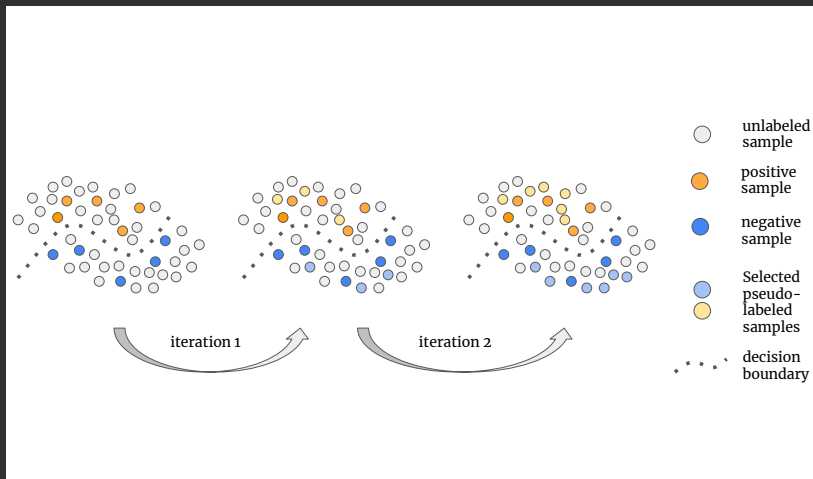 unlabeled
sample
positive
sample
negative
sample
Selected
pseudo-
labeled
samples
decision
boundary
iteration 1
iteration 2